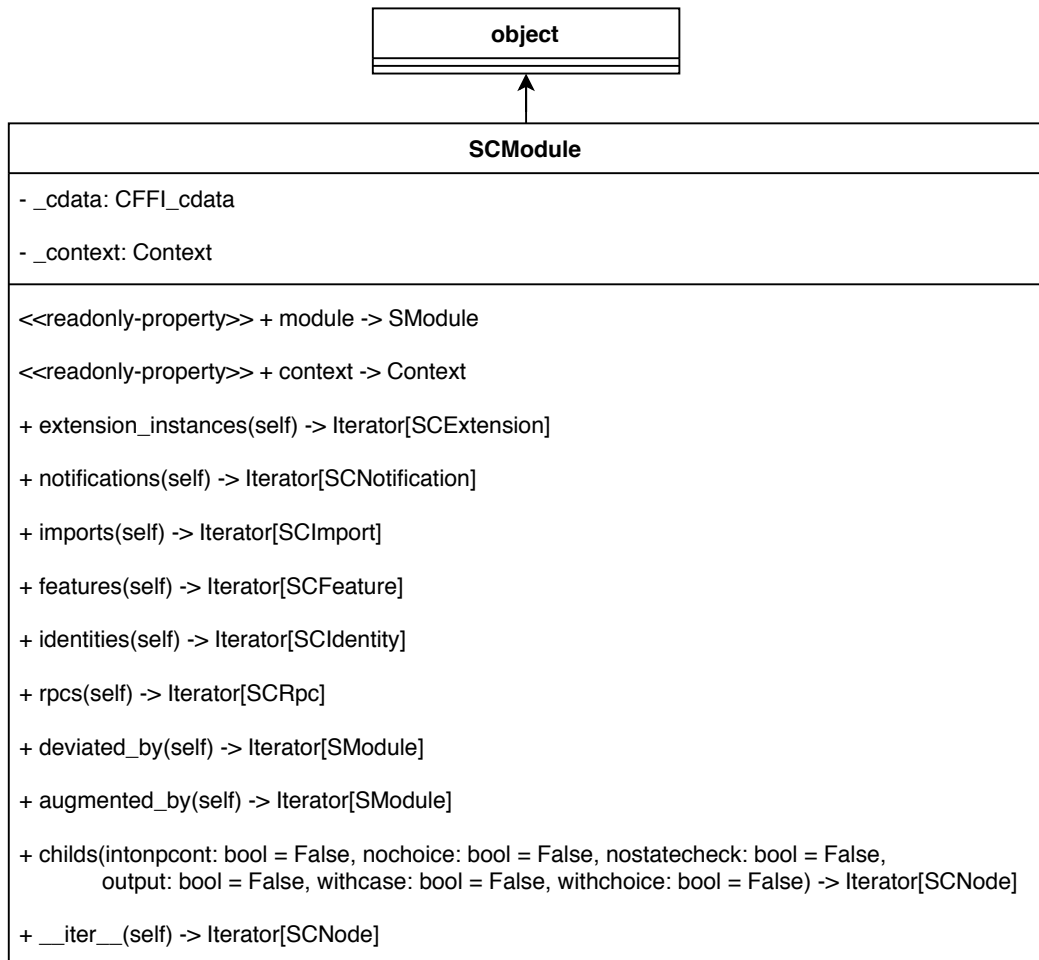 object
SCModule
- _cdata: CFFI_cdata
- _context: Context
<<readonly-property>> + module -> SModule
<<readonly-property>> + context -> Context
+ extension_instances(self) -> Iterator[SCExtension]
+ notifications(self) -> Iterator[SCNotification]
+ imports(self) -> Iterator[SCImport]
+ features(self) -> Iterator[SCFeature]
+ identities(self) -> Iterator[SCIdentity]
+ rpcs(self) -> Iterator[SCRpc]
+ deviated_by(self) -> Iterator[SModule]
+ augmented_by(self) -> Iterator[SModule]
+ childs(intonpcont: bool = False, nochoice: bool = False, nostatecheck: bool = False,
output: bool = False, withcase: bool = False, withchoice: bool = False) -> Iterator[SCNode]
+ __iter__(self) -> Iterator[SCNode]